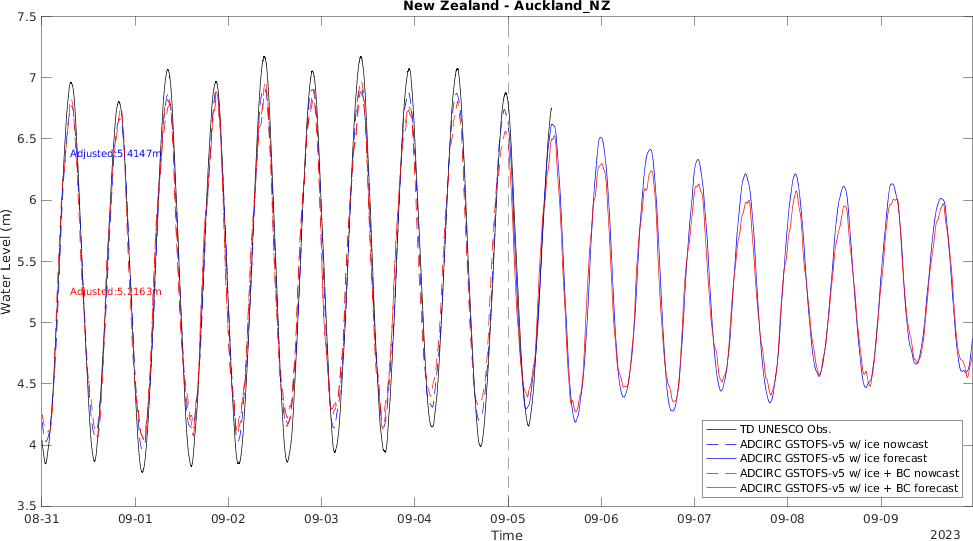 New Zealand - Auckland_NZ
7.5
7
6.5
6
5.5
5
4.5
4
3.5
Water Level (m)
Adjusted:5.4147m
Adjusted:5.2163m
TD UNESCO Obs.
ADCIRC GSTOFS-v5 w/ ice nowcast
ADCIRC GSTOFS-v5 w/ ice forecast
ADCIRC GSTOFS-v5 w/ ice + BC nowcast
ADCIRC GSTOFS-v5 w/ ice + BC forecast
08-31 09-01 09-02 09-03 09-04 09-05 09-06 09-07 09-08 09-09
Time
2023